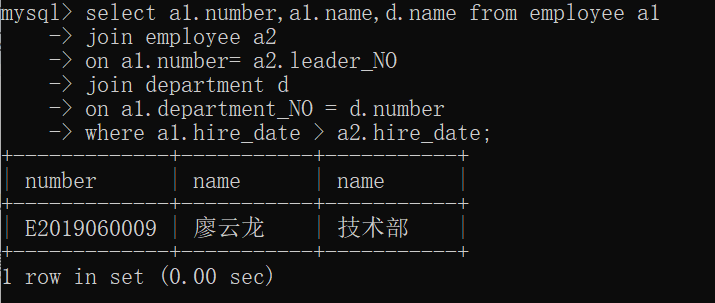 mysql> select a1.number,a1.name,d.name from employee a1
-> join employee a2
-> on a1.number= a2.leader_NO
-> join department d
-> on a1.department_NO = d.number
-> where a1.hire_date > a2.hire_date;
+-------------+-----------+-----------+
| number | name | name |
+-------------+-----------+-----------+
| E2019060009 | 廖云龙 | 技术部 |
+-------------+-----------+-----------+
1 row in set (0.00 sec)